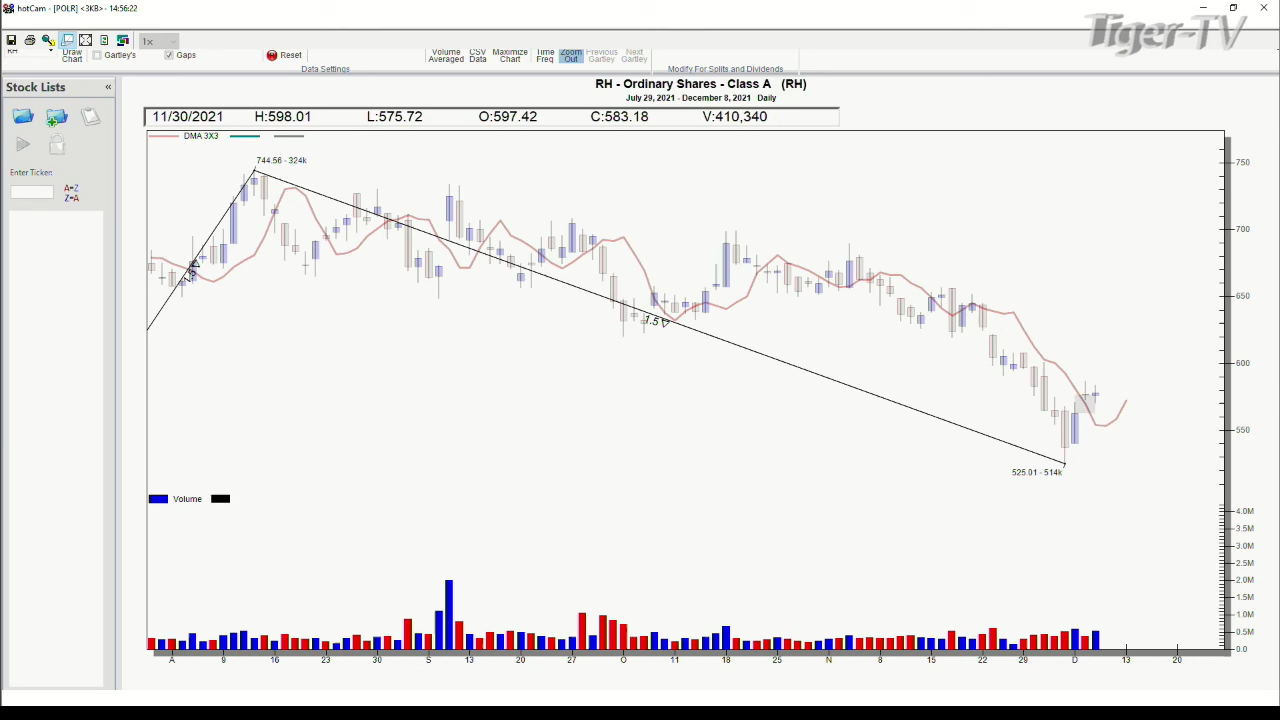 hotCam - [POLR] <3KB> - 14:56:22
Tiger-TV
1x
RH
Draw Chart
Gartley's
Gaps
Reset
Volume Averaged
CSV Data
Maximize Chart
Time Freq
Zoom Out
Previous Gartley
Next Gartley
Data Settings
Modify For Splits and Dividends
Stock Lists «
Enter Ticker:
A=Z
Z=A
RH - Ordinary Shares - Class A (RH)
July 29, 2021 - December 8, 2021 Daily
11/30/2021 H:598.01 L:575.72 O:597.42 C:583.18 V:410,340
DMA 3X3
744.56 - 324k
750
700
650
1.5
600
550
525.01 - 514k
Volume
4.0M
3.5M
3.0M
2.5M
2.0M
1.5M
1.0M
0.5M
0.0
A 9 16 23 30 S 13 20 27 O 11 18 25 N 8 15 22 29 D 13 20